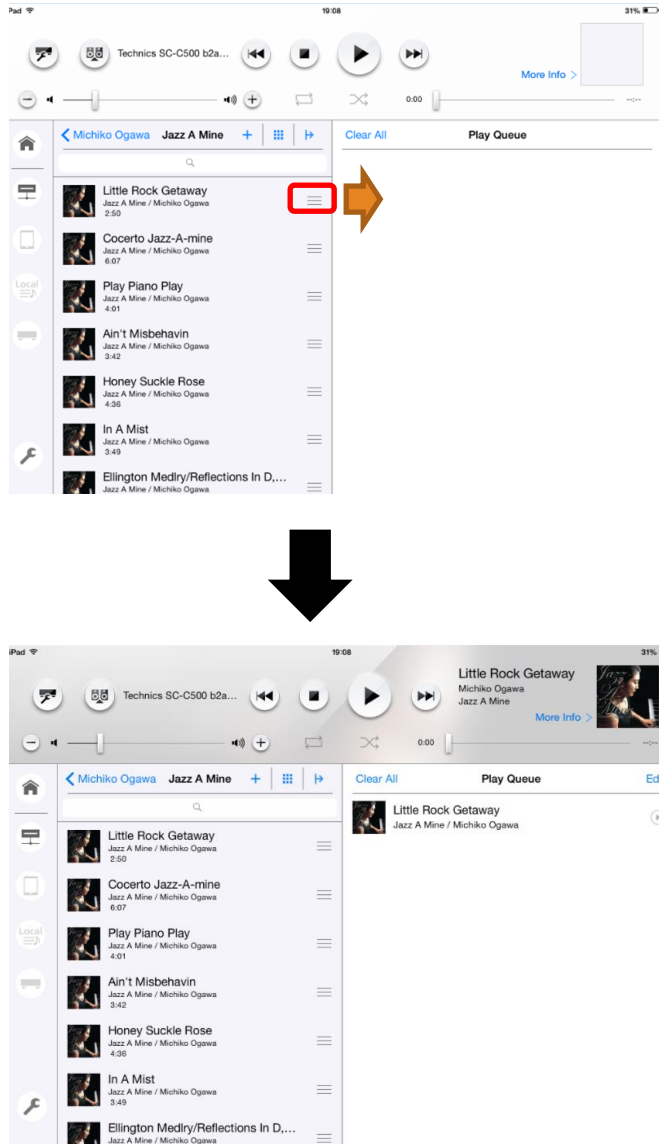 Pad 19:08 31%
Technics SC-C500 b2a...
More Info >
0:00 --:--
Michiko Ogawa Jazz A Mine + Clear All Play Queue
Little Rock Getaway
Jazz A Mine / Michiko Ogawa
2:50
Cocerto Jazz-A-mine
Jazz A Mine / Michiko Ogawa
6:07
Local
Play Piano Play
Jazz A Mine / Michiko Ogawa
4:01
Ain't Misbehavin
Jazz A Mine / Michiko Ogawa
3:42
Honey Suckle Rose
Jazz A Mine / Michiko Ogawa
4:36
In A Mist
Jazz A Mine / Michiko Ogawa
3:49
Ellington Medlry/Reflections In D,...
Jazz A Mine / Michiko Ogawa
iPad 19:08 31%
Little Rock Getaway
Michiko Ogawa
Technics SC-C500 b2a...
Jazz A Mine
More Info >
0:00 --:--
Michiko Ogawa Jazz A Mine + Clear All Play Queue Ed
Little Rock Getaway
Jazz A Mine / Michiko Ogawa
Little Rock Getaway
Jazz A Mine / Michiko Ogawa
2:50
Cocerto Jazz-A-mine
Jazz A Mine / Michiko Ogawa
6:07
Local
Play Piano Play
Jazz A Mine / Michiko Ogawa
4:01
Ain't Misbehavin
Jazz A Mine / Michiko Ogawa
3:42
Honey Suckle Rose
Jazz A Mine / Michiko Ogawa
4:36
In A Mist
Jazz A Mine / Michiko Ogawa
3:49
Ellington Medlry/Reflections In D,...
Jazz A Mine / Michiko Ogawa